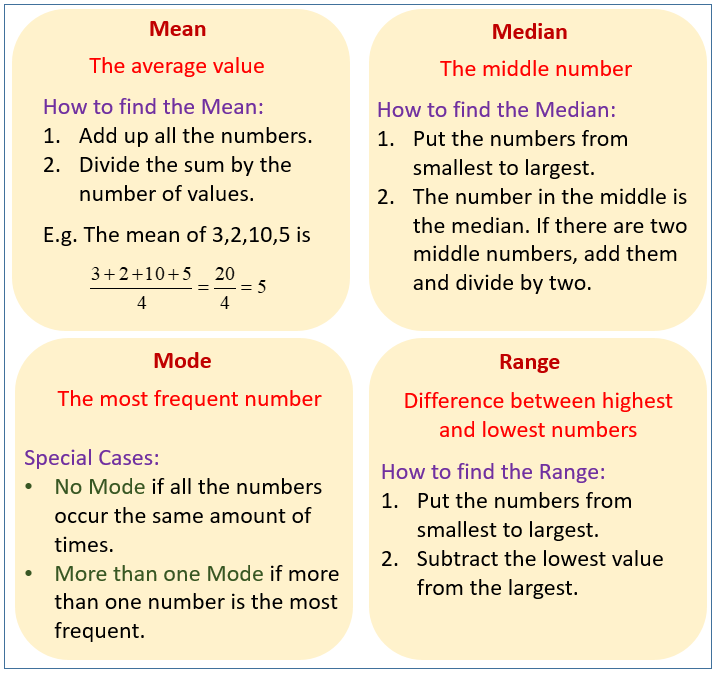 Mean
The average value
How to find the Mean:
1. Add up all the numbers.
2. Divide the sum by the
number of values.
E.g. The mean of 3,2,10,5 is
3+2+10+5 / 4 = 20 / 4 = 5
Median
The middle number
How to find the Median:
1. Put the numbers from
smallest to largest.
2. The number in the middle is
the median. If there are two
middle numbers, add them
and divide by two.
Mode
The most frequent number
Special Cases:
• No Mode if all the numbers
occur the same amount of
times.
• More than one Mode if more
than one number is the most
frequent.
Range
Difference between highest
and lowest numbers
How to find the Range:
1. Put the numbers from
smallest to largest.
2. Subtract the lowest value
from the largest.